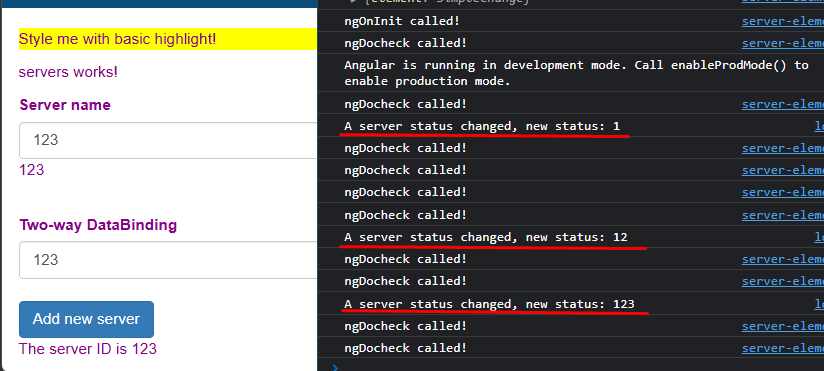 Style me with basic highlight!
servers works!
Server name
123
123
Two-way DataBinding
123
Add new server
The server ID is 123
ngOnInit called! server-eleme
ngDocheck called! server-eleme
Angular is running in development mode. Call enableProdMode() to
enable production mode.
ngDocheck called! server-eleme
A server status changed, new status: 1 lo
ngDocheck called! server-eleme
ngDocheck called! server-eleme
ngDocheck called! server-eleme
ngDocheck called! server-eleme
A server status changed, new status: 12 lo
ngDocheck called! server-eleme
ngDocheck called! server-eleme
A server status changed, new status: 123 lo
ngDocheck called! server-eleme
ngDocheck called! server-eleme